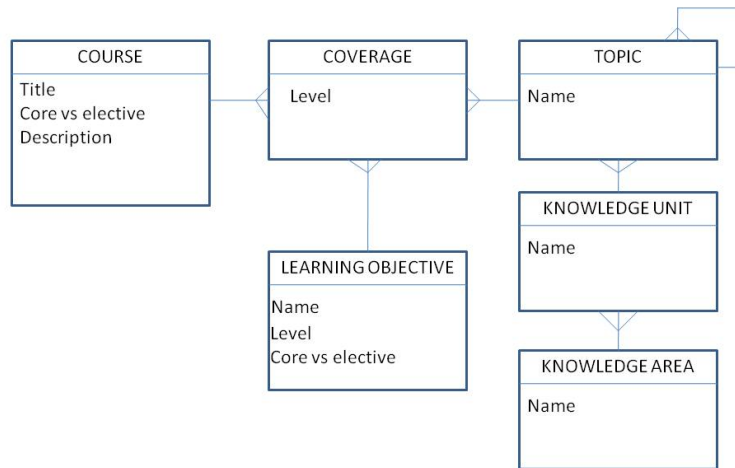 COURSE
Title
Core vs elective
Description
COVERAGE
Level
TOPIC
Name
LEARNING OBJECTIVE
Name
Level
Core vs elective
KNOWLEDGE UNIT
Name
KNOWLEDGE AREA
Name